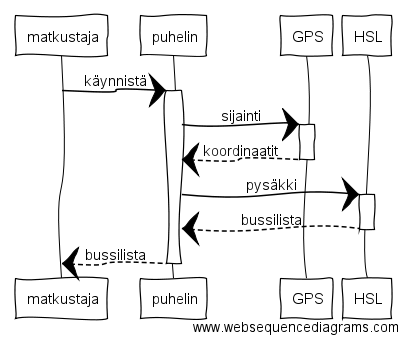 matkustaja puhelin GPS HSL
käynnistä
sijainti
koordinaatit
pysäkki
bussilista
bussilista
matkustaja puhelin GPS HSL
www.websequencediagrams.com